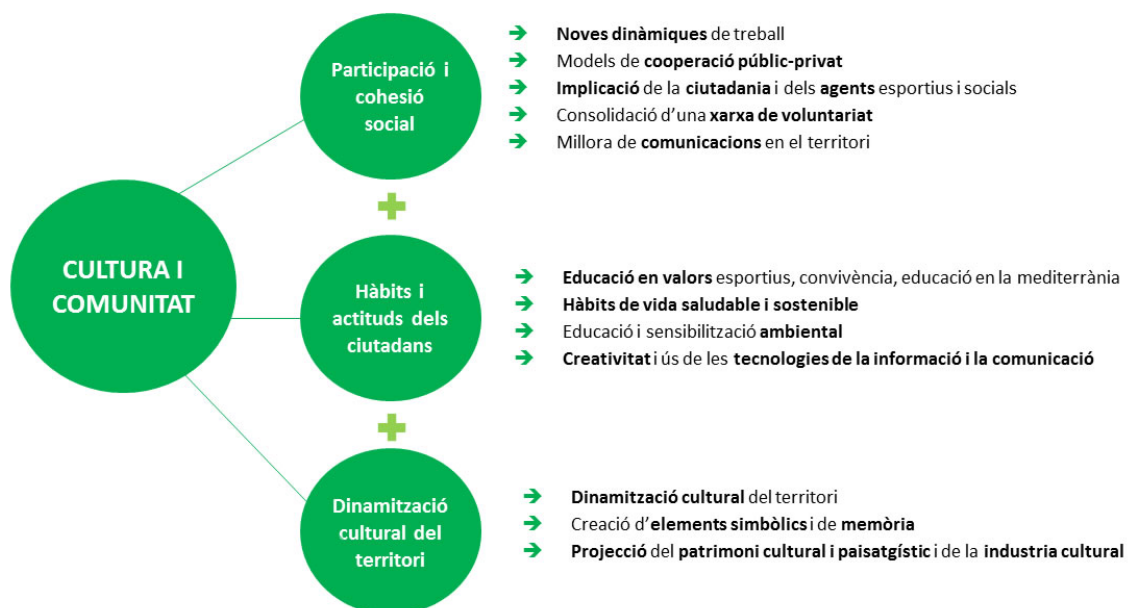 CULTURA I
COMUNITAT
Participació i
cohesió
social
➔ Noves dinàmiques de treball
➔ Models de cooperació públic-privat
➔ Implicació de la ciutadania i dels agents esportius i socials
➔ Consolidació d'una xarxa de voluntariat
➔ Millora de comunicacions en el territori
+
Hàbits i
actituds dels
ciutadans
➔ Educació en valors esportius, convivència, educació en la mediterrània
➔ Hàbits de vida saludable i sostenible
➔ Educació i sensibilització ambiental
➔ Creativitat i ús de les tecnologies de la informació i la comunicació
+
Dinamització
cultural del
territori
➔ Dinamització cultural del territori
➔ Creació d'elements simbòlics i de memòria
➔ Projecció del patrimoni cultural i paisatgístic i de la industria cultural